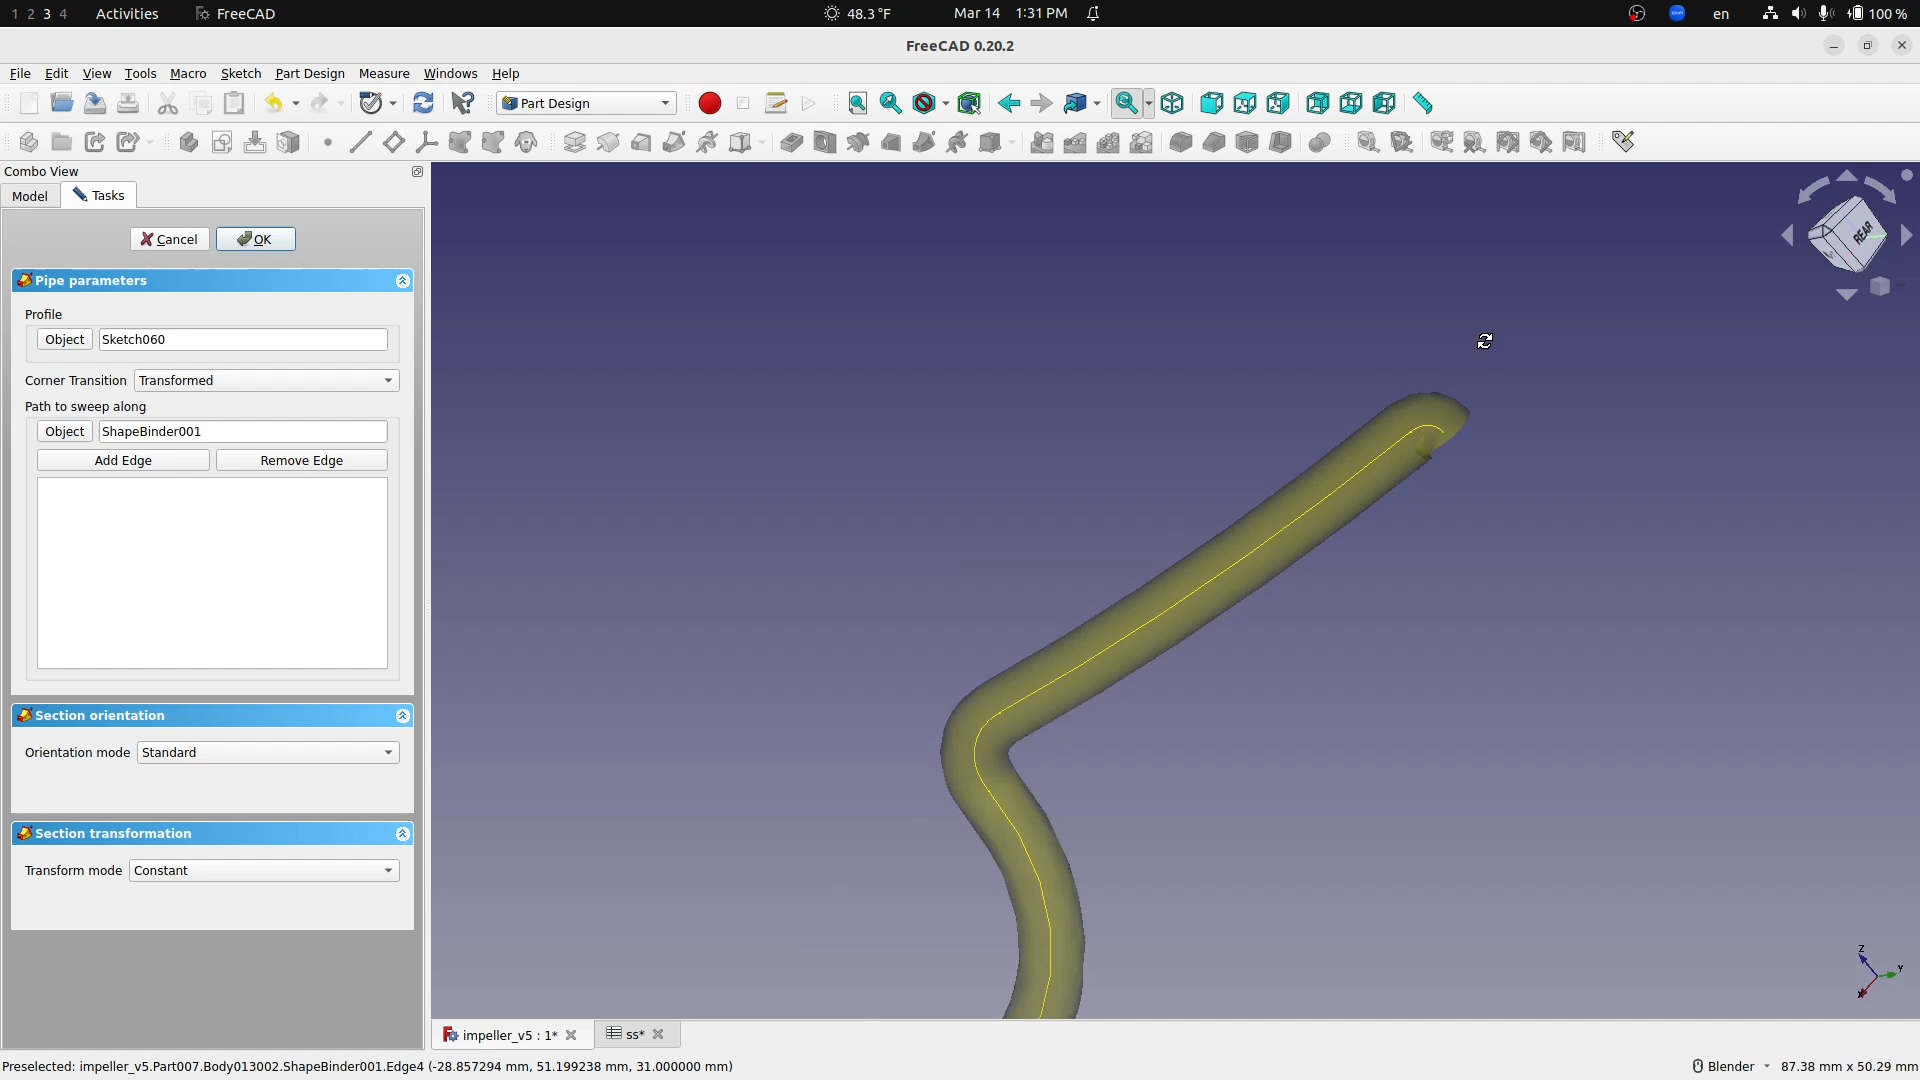 1 2 3 4 Activities FreeCAD 48.3 °F Mar 14 1:31 PM en 100 %
FreeCAD 0.20.2
File Edit View Tools Macro Sketch Part Design Measure Windows Help
Part Design
Combo View
Model Tasks
Cancel OK
Pipe parameters
Profile
Object Sketch060
Corner Transition Transformed
Path to sweep along
Object ShapeBinder001
Add Edge Remove Edge
Section orientation
Orientation mode Standard
Section transformation
Transform mode Constant
REAR
Z
Y
X
impeller_v5 : 1* ss*
Preselected: impeller_v5.Part007.Body013002.ShapeBinder001.Edge4 (-28.857294 mm, 51.199238 mm, 31.000000 mm) Blender 87.38 mm x 50.29 mm